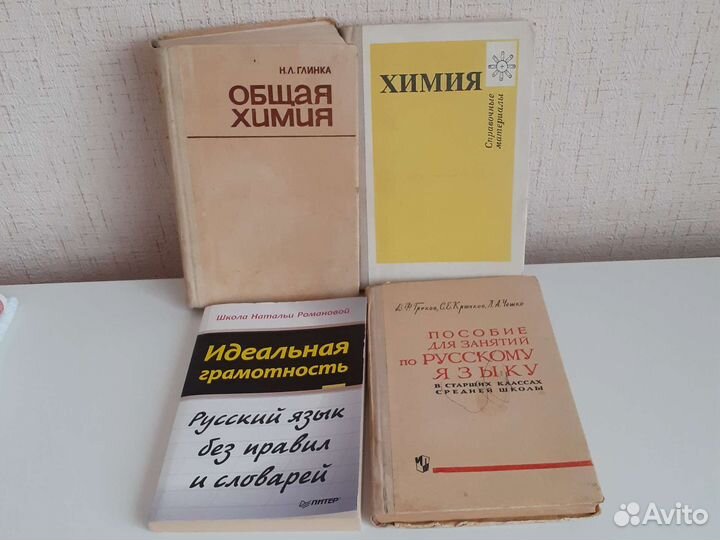 Н.Л. ГЛИНКА
ОБЩАЯ
ХИМИЯ
ХИМИЯ
Справочные
материалы
Школа Натальи Романовой
Идеальная
грамотность
Русский язык
без правил
и словарей
ПИТЕР
В. Ф. Греков, С. Е. Крючков, Л. А. Чешко
ПОСОБИЕ
ДЛЯ ЗАНЯТИЙ
ПО РУССКОМУ
ЯЗЫКУ
В СТАРШИХ КЛАССАХ
СРЕДНЕЙ ШКОЛЫ
Avito